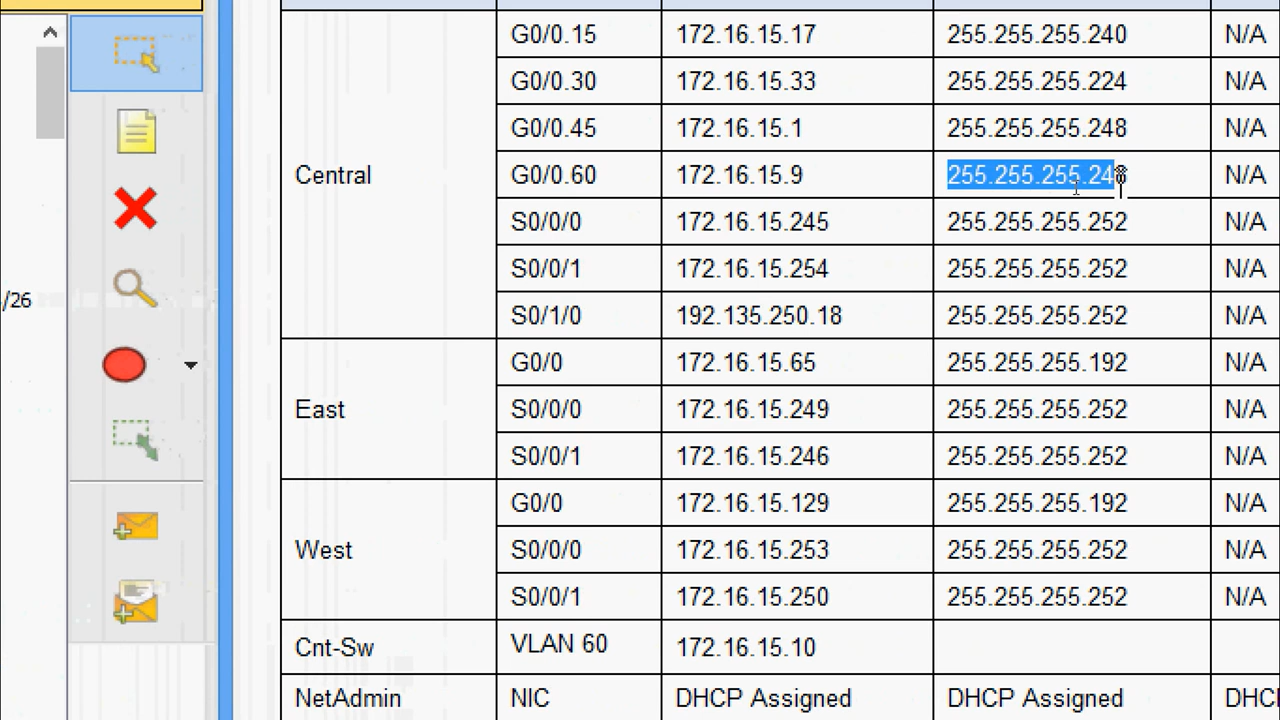 G0/0.15 172.16.15.17 255.255.255.240 N/A
G0/0.30 172.16.15.33 255.255.255.224 N/A
G0/0.45 172.16.15.1 255.255.255.248 N/A
Central G0/0.60 172.16.15.9 255.255.255.248 N/A
S0/0/0 172.16.15.245 255.255.255.252 N/A
S0/0/1 172.16.15.254 255.255.255.252 N/A
/26
S0/1/0 192.135.250.18 255.255.255.252 N/A
G0/0 172.16.15.65 255.255.255.192 N/A
East S0/0/0 172.16.15.249 255.255.255.252 N/A
S0/0/1 172.16.15.246 255.255.255.252 N/A
G0/0 172.16.15.129 255.255.255.192 N/A
West S0/0/0 172.16.15.253 255.255.255.252 N/A
S0/0/1 172.16.15.250 255.255.255.252 N/A
Cnt-Sw VLAN 60 172.16.15.10
NetAdmin NIC DHCP Assigned DHCP Assigned DHC